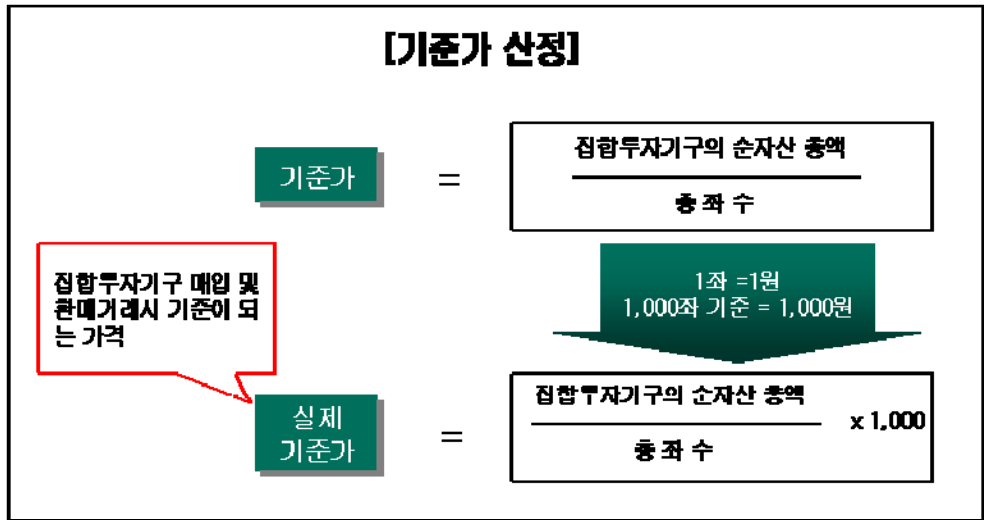 [기준가 산정]
기준가
=
집합투자기구의 순자산 총액
총 좌 수
집합투자기구 매입 및
환매거래시 기준이 되
는 가격
1좌 =1원
1,000좌 기준 = 1,000원
실제
기준가
=
집합투자기구의 순자산 총액
총 좌 수
x 1,000